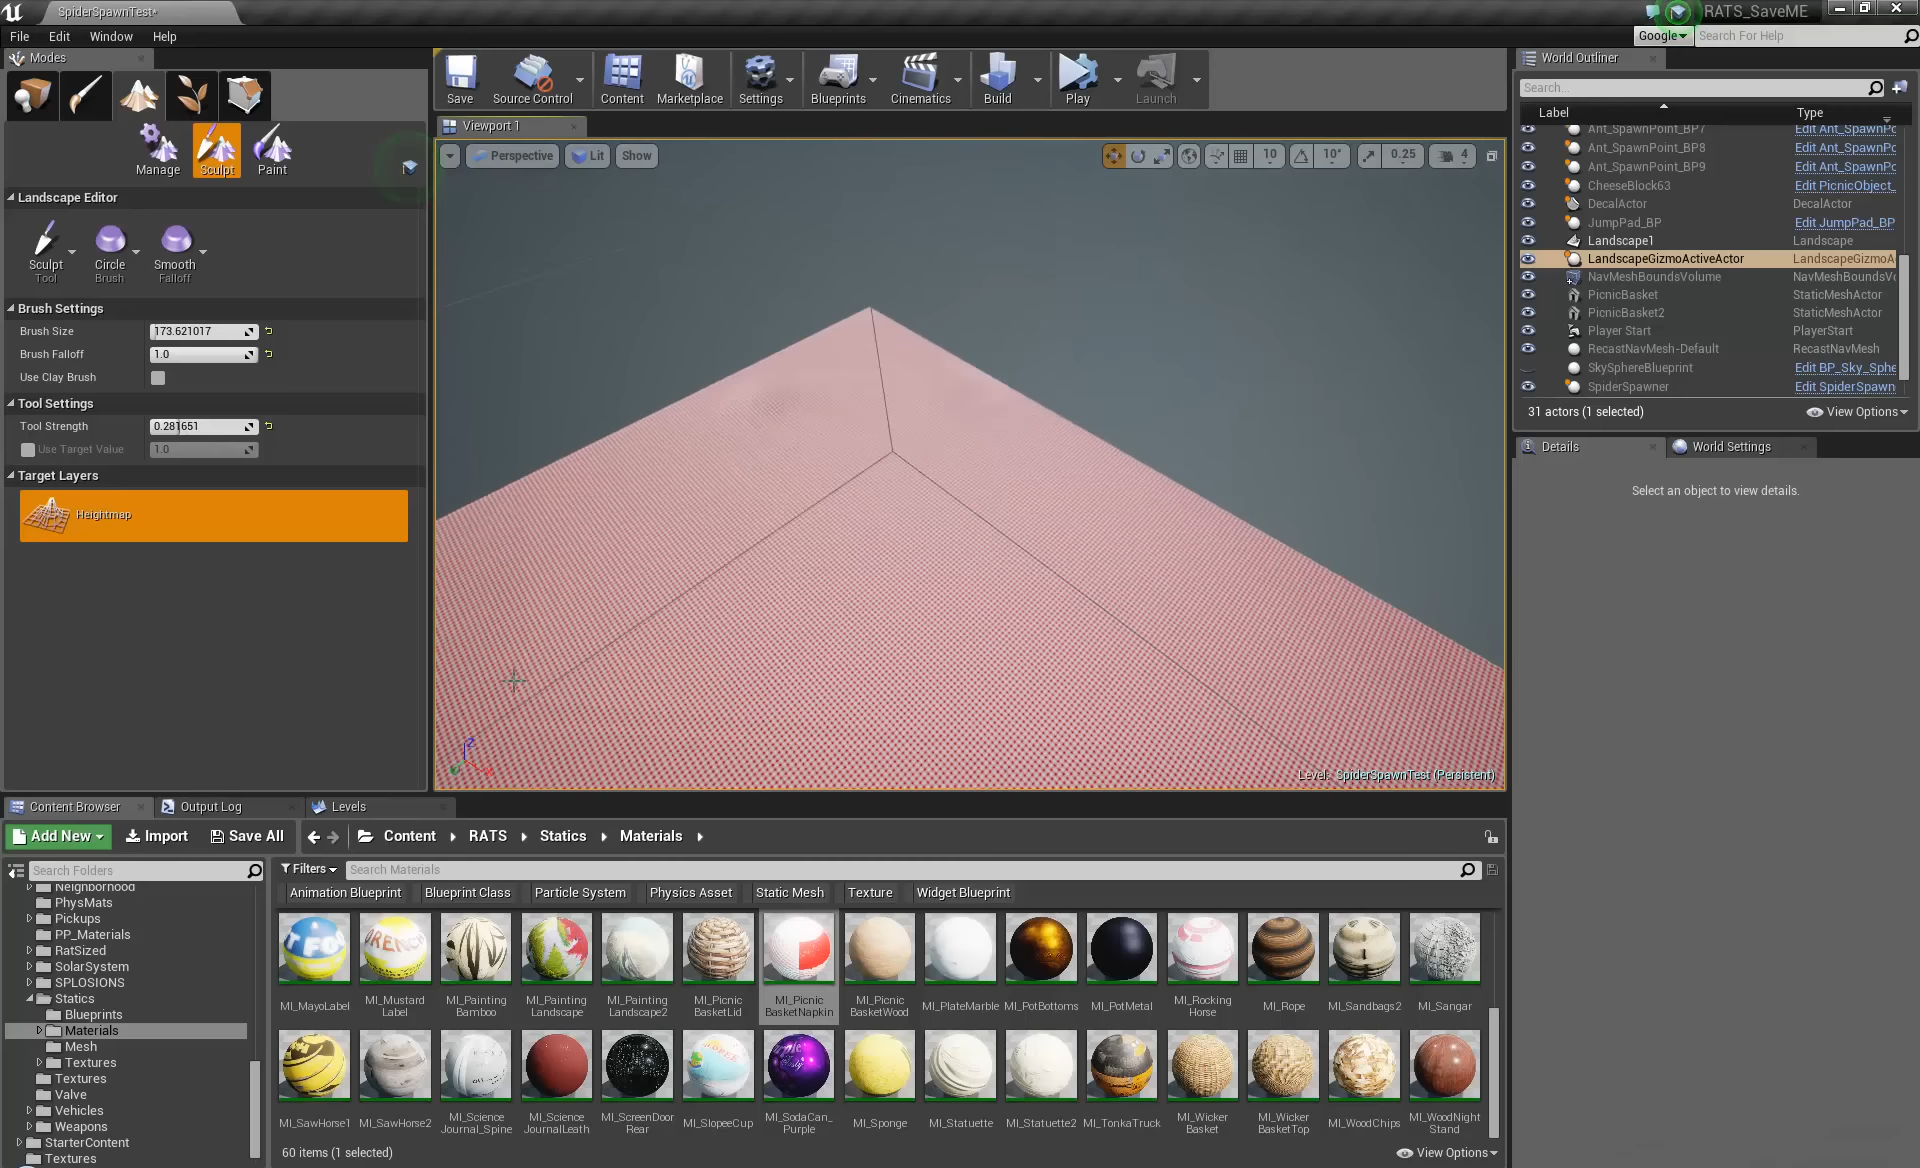 SpiderSpawnTest*
RATS_SaveME
File Edit Window Help
Google
Search For Help
Modes
Manage Sculpt Paint
Landscape Editor
Sculpt Circle Smooth
Tool Brush Falloff
Brush Settings
Brush Size 173.621017
Brush Falloff 1.0
Use Clay Brush
Tool Settings
Tool Strength 0.281651
Use Target Value 1.0
Target Layers
Heightmap
Save Source Control Content Marketplace Settings Blueprints Cinematics Build Play Launch
Viewport 1
Perspective Lit Show 10 10° 0.25 4
Level: SpiderSpawnTest (Persistent)
World Outliner
Search...
Label Type
Ant_SpawnPoint_BP7 Edit Ant_SpawnPo
Ant_SpawnPoint_BP8 Edit Ant_SpawnPo
Ant_SpawnPoint_BP9 Edit Ant_SpawnPo
CheeseBlock63 Edit PicnicObject_
DecalActor DecalActor
JumpPad_BP Edit JumpPad_BP
Landscape1 Landscape
LandscapeGizmoActiveActor LandscapeGizmoA
NavMeshBoundsVolume NavMeshBoundsVo
PicnicBasket StaticMeshActor
PicnicBasket2 StaticMeshActor
Player Start PlayerStart
RecastNavMesh-Default RecastNavMesh
SkySphereBlueprint Edit BP_Sky_Sphe
SpiderSpawner Edit SpiderSpawn
31 actors (1 selected) View Options
Details World Settings
Select an object to view details.
Content Browser Output Log Levels
Add New Import Save All Content RATS Statics Materials
Search Folders
Neighborhood
PhysMats
Pickups
PP_Materials
RatSized
SolarSystem
SPLOSIONS
Statics
Blueprints
Materials
Mesh
Textures
Textures
Valve
Vehicles
Weapons
StarterContent
Textures
Filters Search Materials
Animation Blueprint Blueprint Class Particle System Physics Asset Static Mesh Texture Widget Blueprint
MI_MayoLabel
MI_Mustard
Label
MI_Painting
Bamboo
MI_Painting
Landscape
MI_Painting
Landscape2
MI_Picnic
BasketLid
MI_Picnic
BasketNapkin
MI_Picnic
BasketWood
MI_PlateMarble
MI_PotBottoms
MI_PotMetal
MI_Rocking
Horse
MI_Rope
MI_Sandbags2
MI_Sangar
MI_SawHorse1
MI_SawHorse2
MI_Science
Journal_Spine
MI_Science
JournalLeath
MI_ScreenDoor
Rear
MI_SlopeeCup
MI_SodaCan_
Purple
MI_Sponge
MI_Statuette
MI_Statuette2
MI_TonkaTruck
MI_Wicker
Basket
MI_Wicker
BasketTop
MI_WoodChips
MI_WoodNight
Stand
60 items (1 selected) View Options